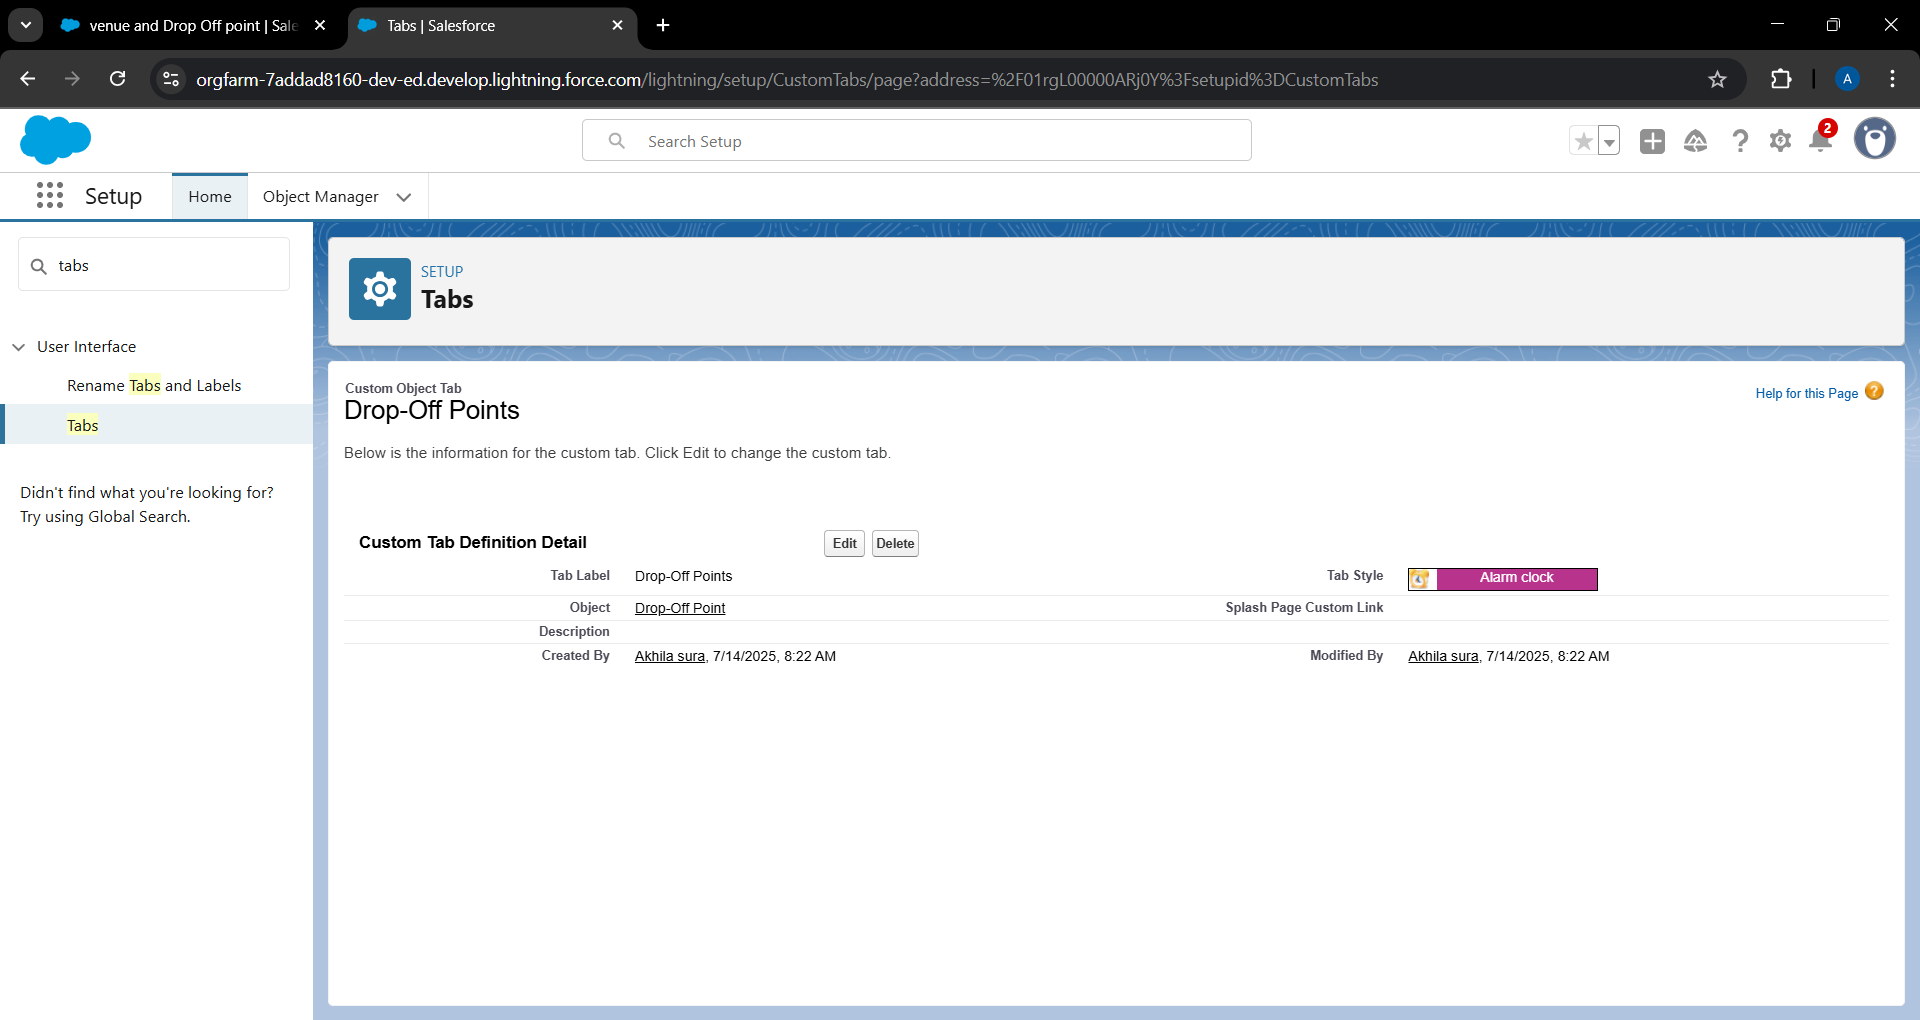 venue and Drop Off point | Sale
Tabs | Salesforce
orgfarm-7addad8160-dev-ed.develop.lightning.force.com/lightning/setup/CustomTabs/page?address=%2F01rgL00000ARj0Y%3Fsetupid%3DCustomTabs
A
Search Setup
2
Setup
Home
Object Manager
tabs
SETUP
Tabs
User Interface
Rename Tabs and Labels
Tabs
Didn't find what you're looking for?
Try using Global Search.
Custom Object Tab
Drop-Off Points
Help for this Page
Below is the information for the custom tab. Click Edit to change the custom tab.
Custom Tab Definition Detail
Edit
Delete
Tab Label Drop-Off Points
Tab Style Alarm clock
Object Drop-Off Point
Splash Page Custom Link
Description
Created By Akhila sura, 7/14/2025, 8:22 AM
Modified By Akhila sura, 7/14/2025, 8:22 AM